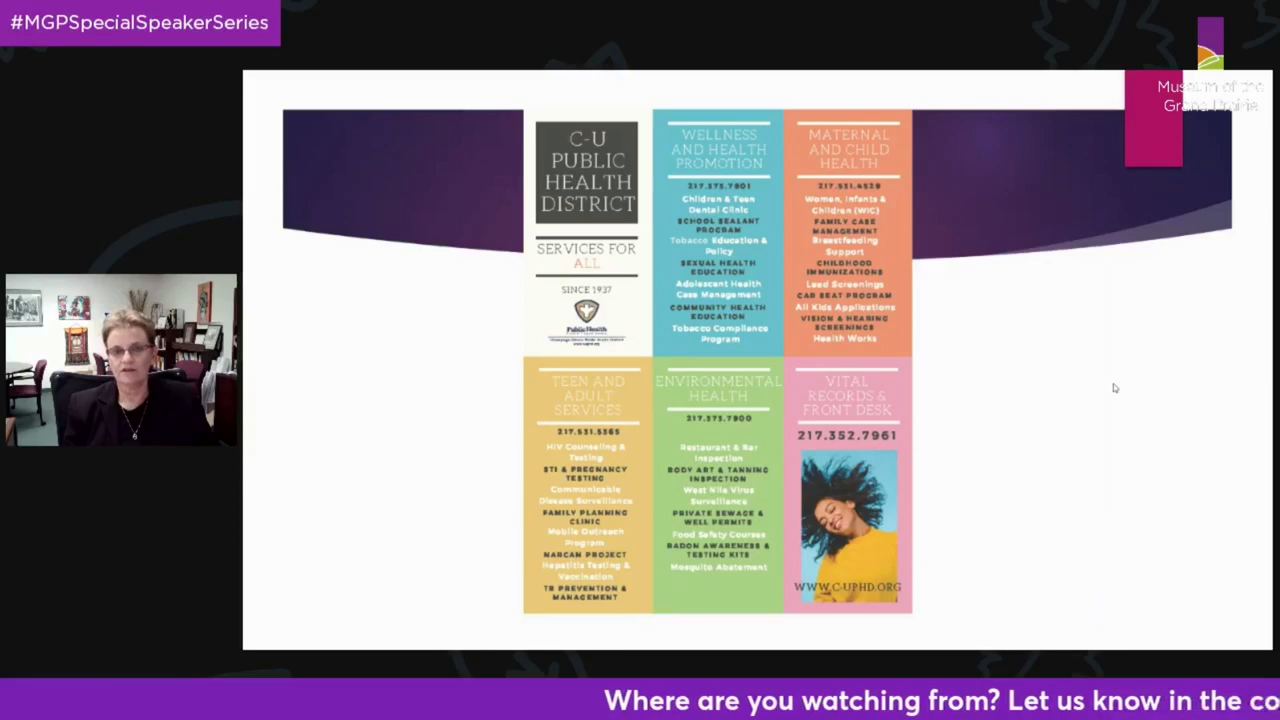 #MGPSpecialSpeakerSeries
Museum of the
Grand Prairie
C-U
PUBLIC
HEALTH
DISTRICT
SERVICES FOR
ALL
SINCE 1937
Public Health
WELLNESS
AND HEALTH
PROMOTION
217.373.7901
Children & Teen
Dental Clinic
SCHOOL SEALANT
PROGRAM
Tobacco Education &
Policy
SEXUAL HEALTH
EDUCATION
Adolescent Health
Case Management
COMMUNITY HEALTH
EDUCATION
Tobacco Compliance
Program
MATERNAL
AND CHILD
HEALTH
217.531.4529
Women, Infants &
Children (WIC)
FAMILY CASE
MANAGEMENT
Breastfeeding
Support
CHILDHOOD
IMMUNIZATIONS
Lead Screenings
CAR SEAT PROGRAM
All Kids Applications
VISION & HEARING
SCREENINGS
Health Works
TEEN AND
ADULT
SERVICES
217.531.5365
HIV Counseling &
Testing
STI & PREGNANCY
TESTING
Communicable
Disease Surveillance
FAMILY PLANNING
CLINIC
Mobile Outreach
Program
NARCAN PROJECT
Hepatitis Testing &
Vaccination
TB PREVENTION &
MANAGEMENT
ENVIRONMENTAL
HEALTH
217.373.7900
Restaurant & Bar
Inspection
BODY ART & TANNING
INSPECTION
West Nile Virus
Surveillance
PRIVATE SEWAGE &
WELL PERMITS
Food Safety Courses
RADON AWARENESS &
TESTING KITS
Mosquito Abatement
VITAL
RECORDS &
FRONT DESK
217.352.7961
WWW.C-UPHD.ORG
Where are you watching from? Let us know in the co